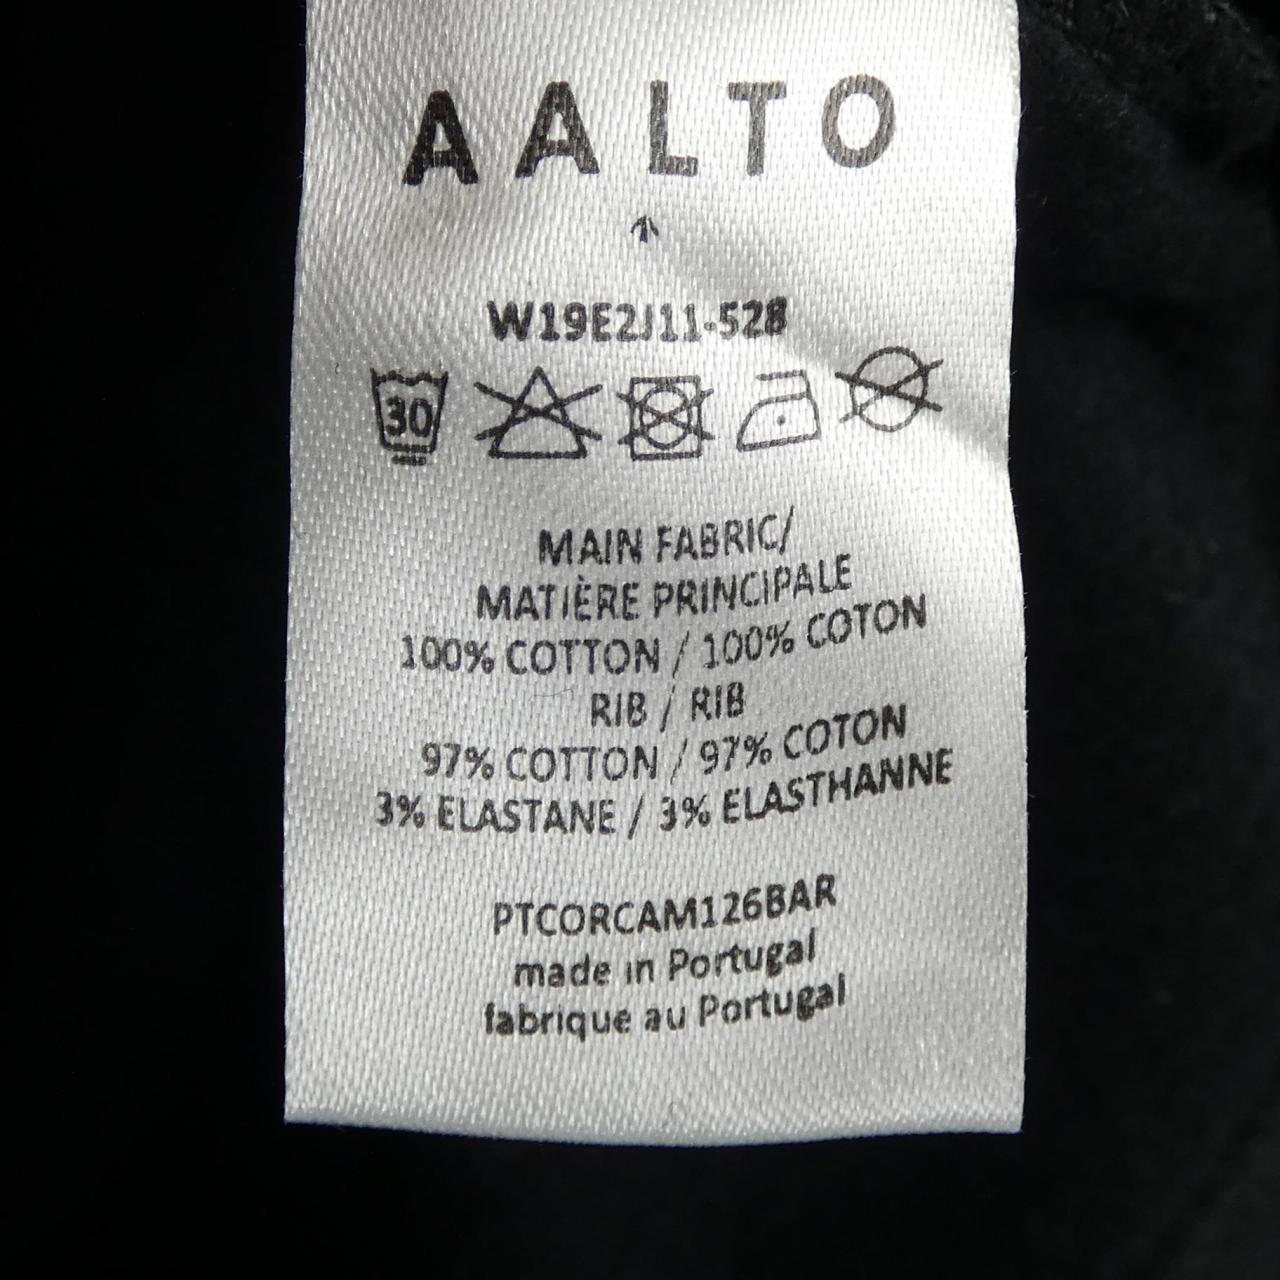 AALTO
W19E2J11-528
30
MAIN FABRIC/
MATIÈRE PRINCIPALE
100% COTTON / 100% COTON
RIB / RIB
97% COTTON / 97% COTON
3% ELASTANE / 3% ELASTHANNE
PTCORCAM126BAR
made in Portugal
fabrique au Portugal